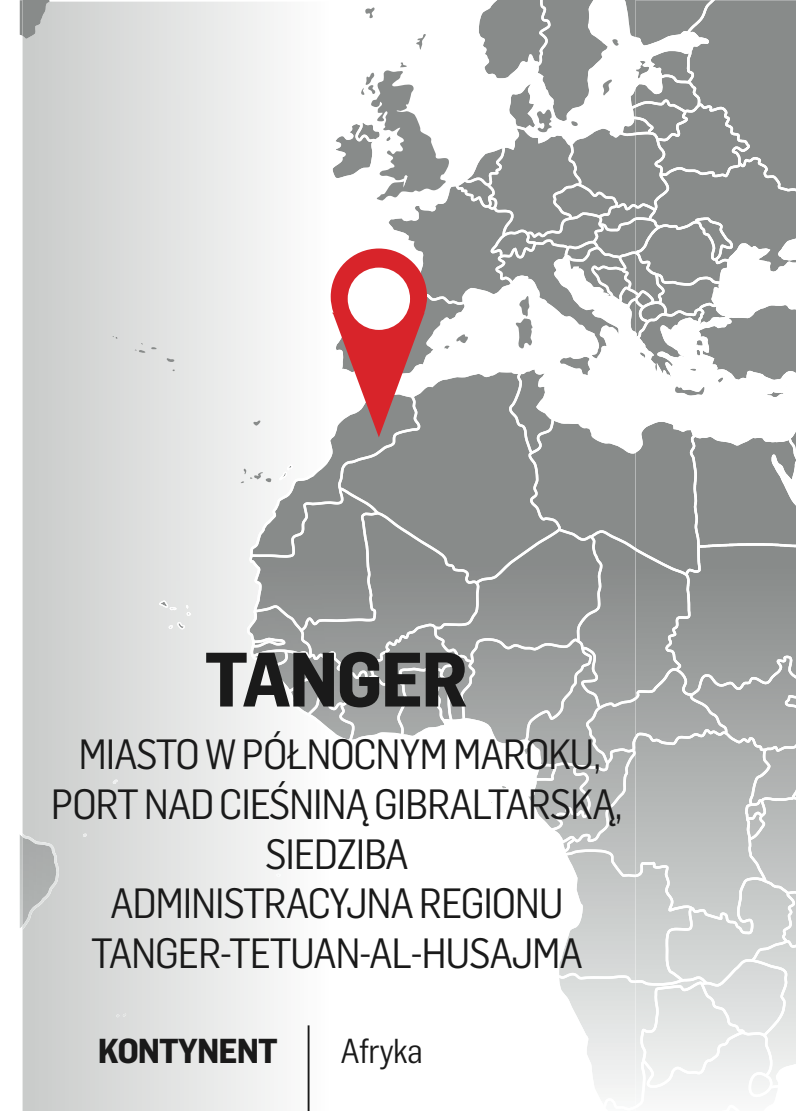 TANGER
MIASTO W PÓŁNOCNYM MAROKU,
PORT NAD CIEŚNINĄ GIBRALTARSKĄ,
SIEDZIBA
ADMINISTRACYJNA REGIONU
TANGER-TETUAN-AL-HUSAJMA
KONTYNENT Afryka